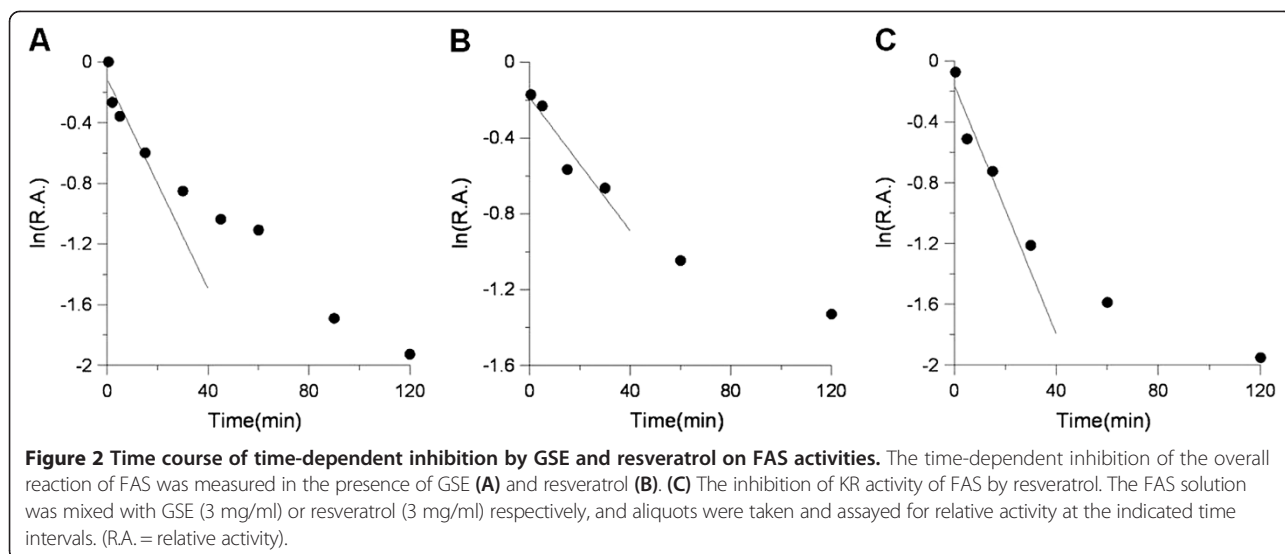 A
0
-0.4
-0.8
-1.2
-1.6
-2
ln(R.A.)
0 40 80 120
Time(min)
B
0
-0.4
-0.8
-1.2
-1.6
ln(R.A.)
0 40 80 120
Time(min)
C
0
-0.4
-0.8
-1.2
-1.6
-2
ln(R.A.)
0 40 80 120
Time(min)
Figure 2 Time course of time-dependent inhibition by GSE and resveratrol on FAS activities. The time-dependent inhibition of the overall
reaction of FAS was measured in the presence of GSE (A) and resveratrol (B). (C) The inhibition of KR activity of FAS by resveratrol. The FAS solution
was mixed with GSE (3 mg/ml) or resveratrol (3 mg/ml) respectively, and aliquots were taken and assayed for relative activity at the indicated time
intervals. (R.A. = relative activity).